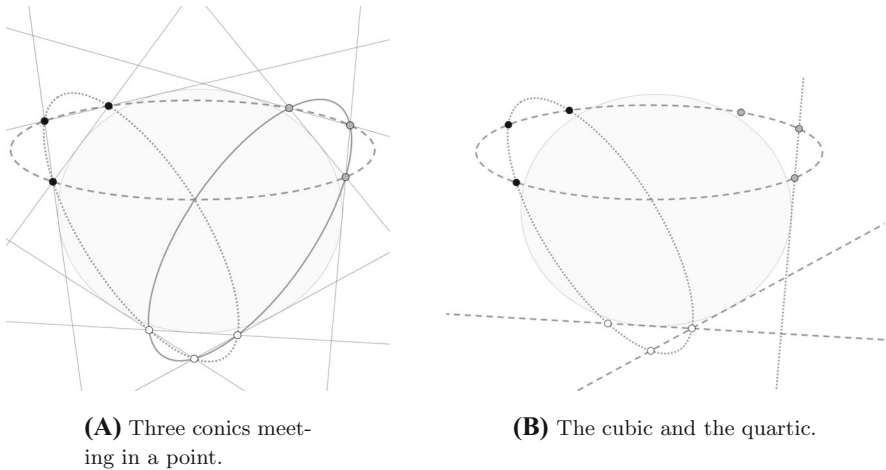 (A) Three conics meet-
ing in a point.
(B) The cubic and the quartic.